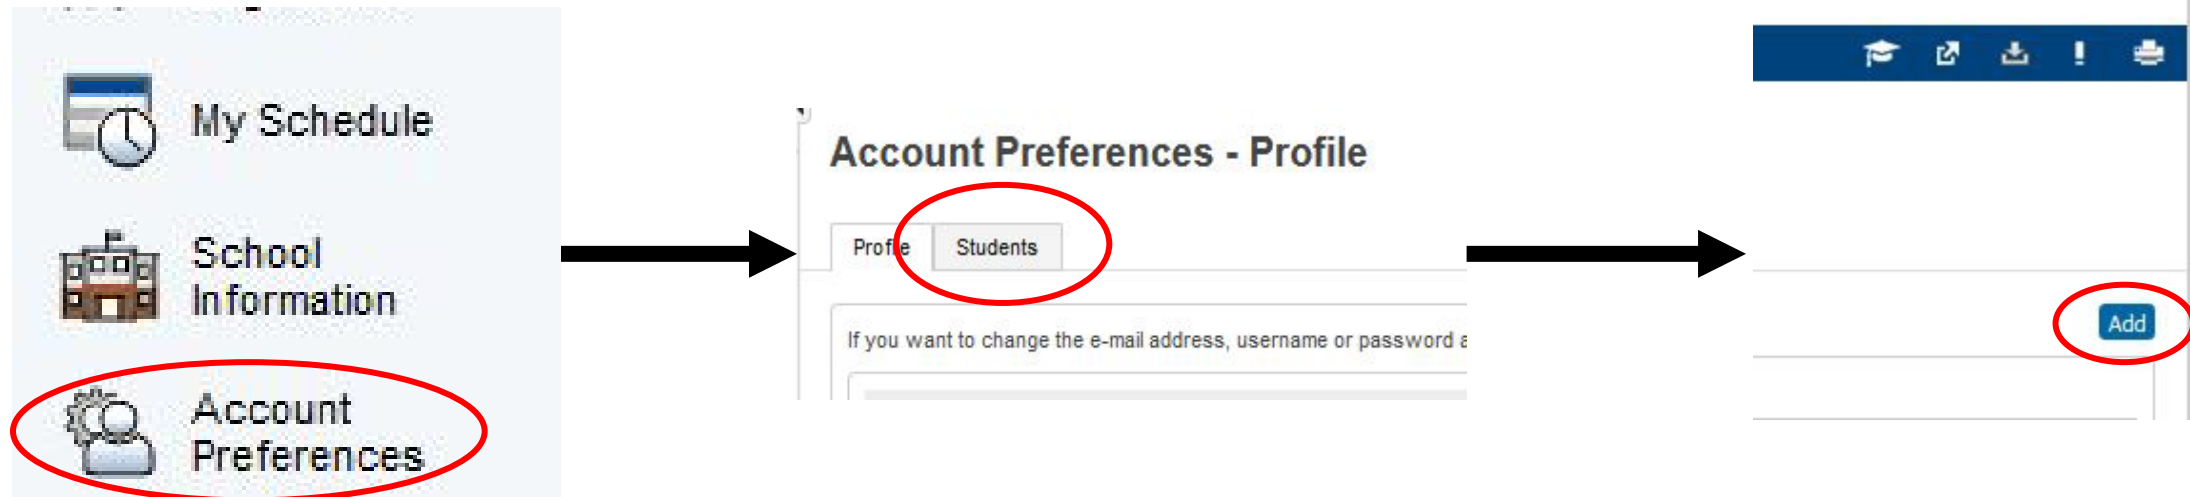 My Schedule
School
Information
Account
Preferences
Account Preferences - Profile
Profile
Students
If you want to change the e-mail address, username or password a
Add